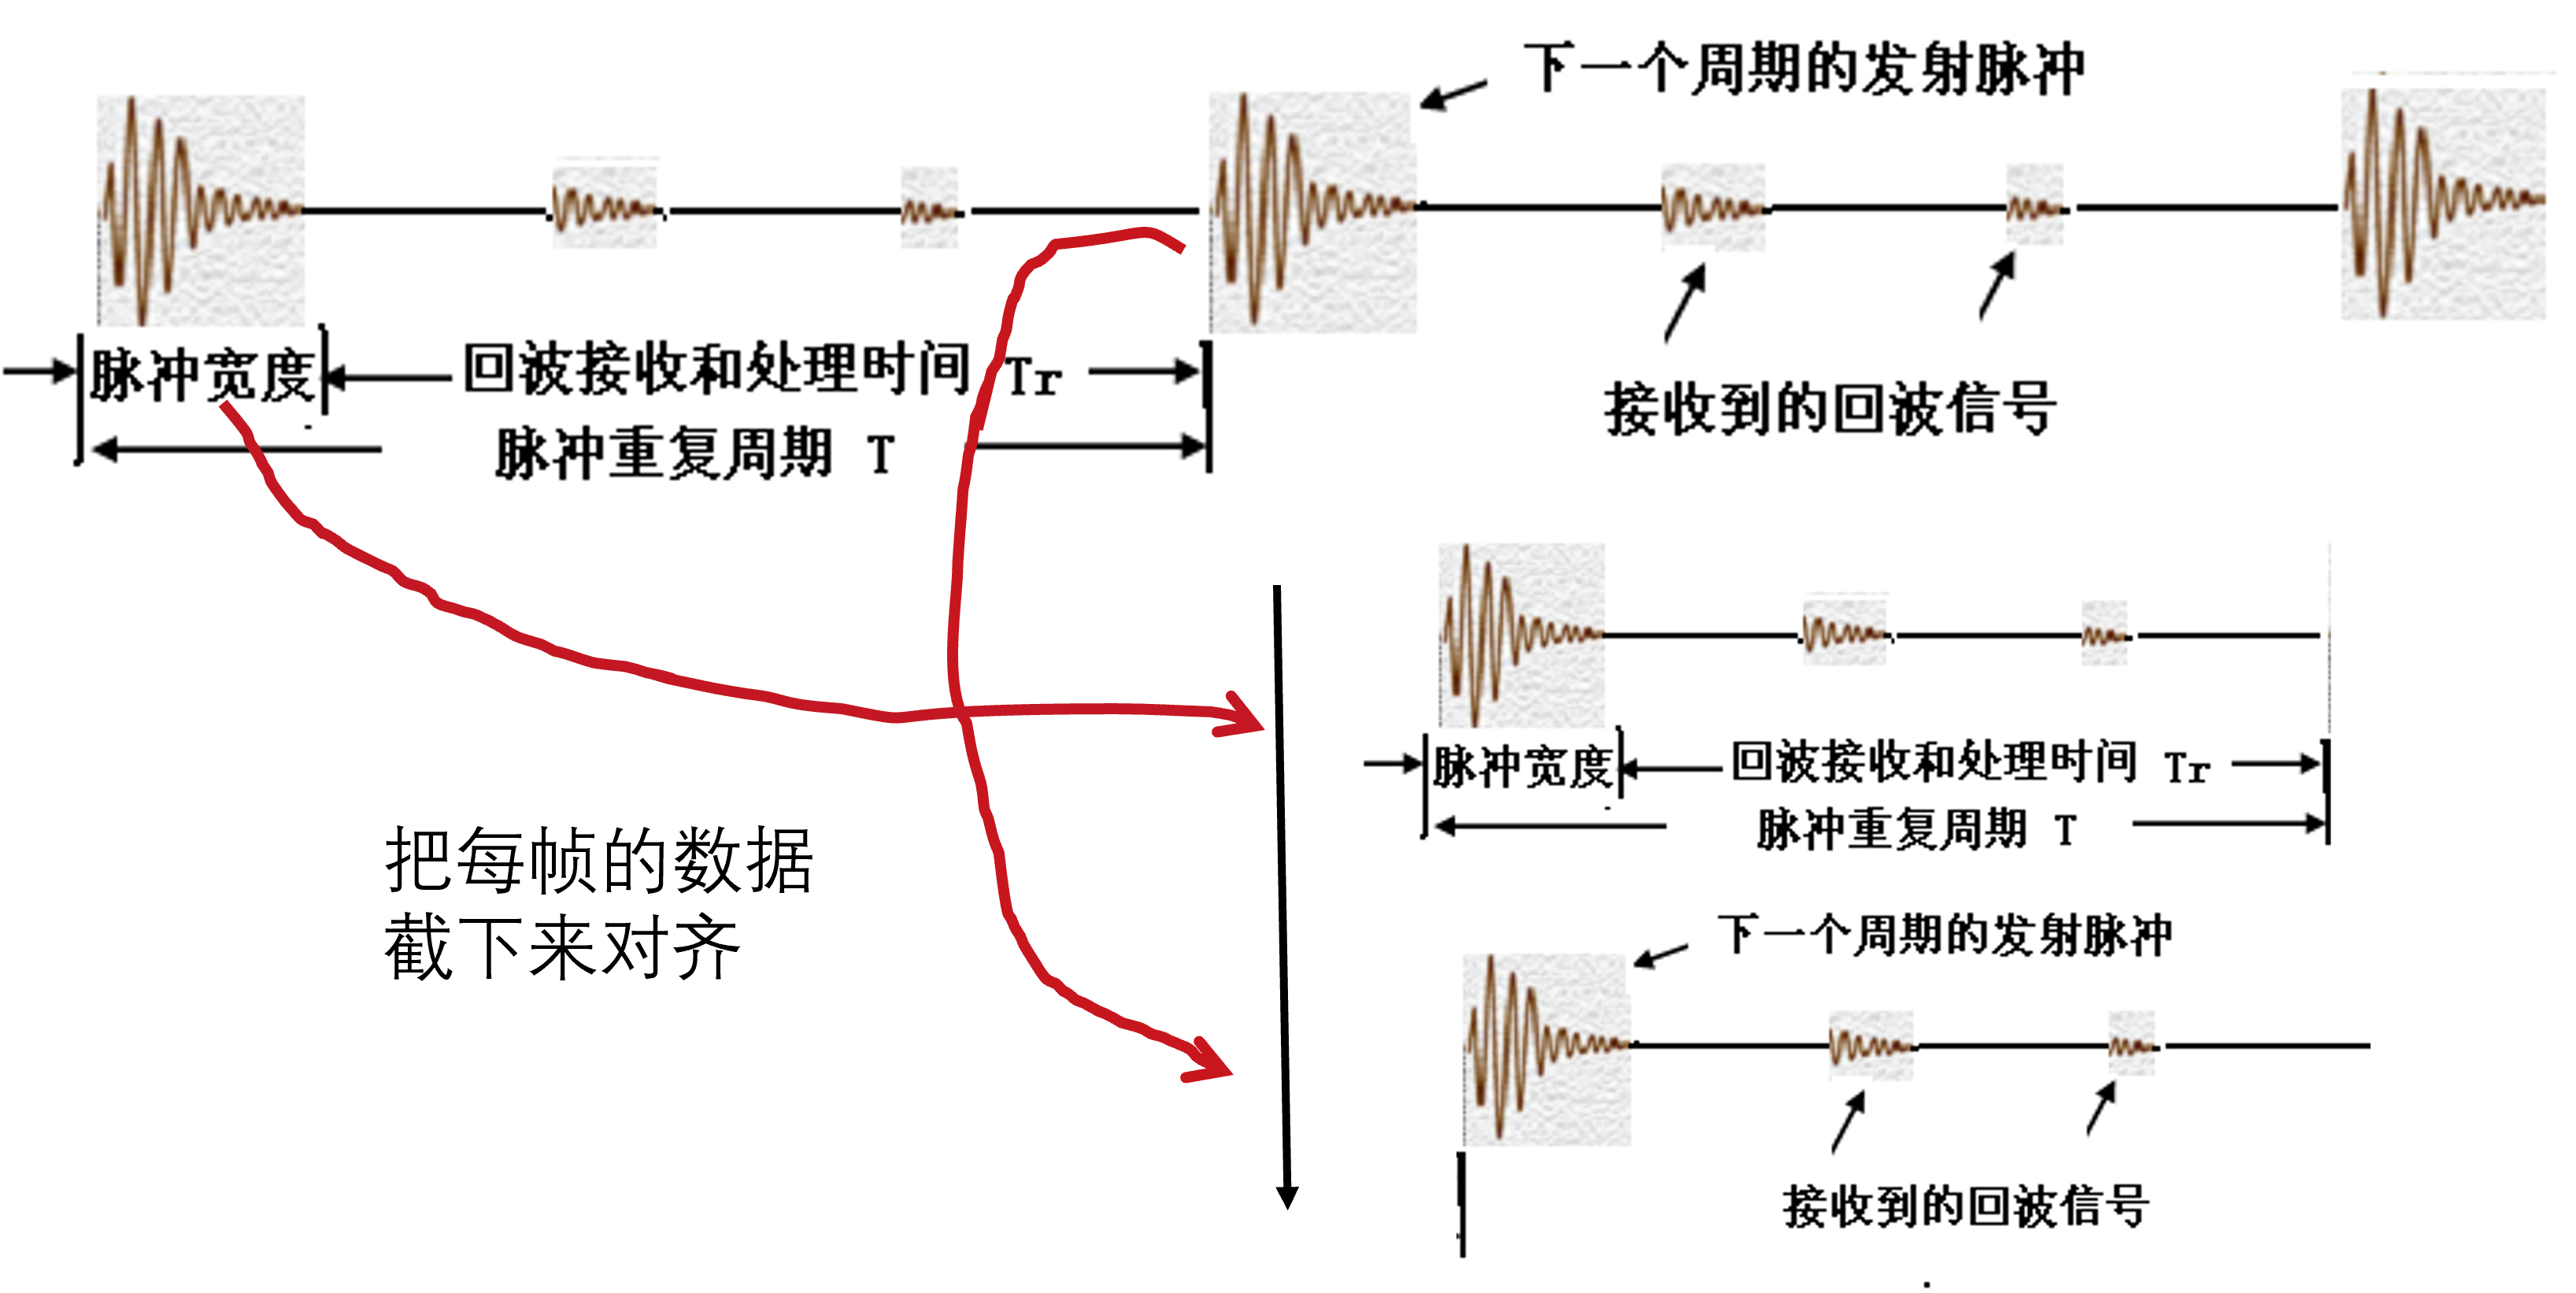 下一个周期的发射脉冲
脉冲宽度
回波接收和处理时间 Tr
脉冲重复周期 T
接收到的回波信号
脉冲宽度
回波接收和处理时间 Tr
脉冲重复周期 T
把每帧的数据
截下来对齐
下一个周期的发射脉冲
接收到的回波信号